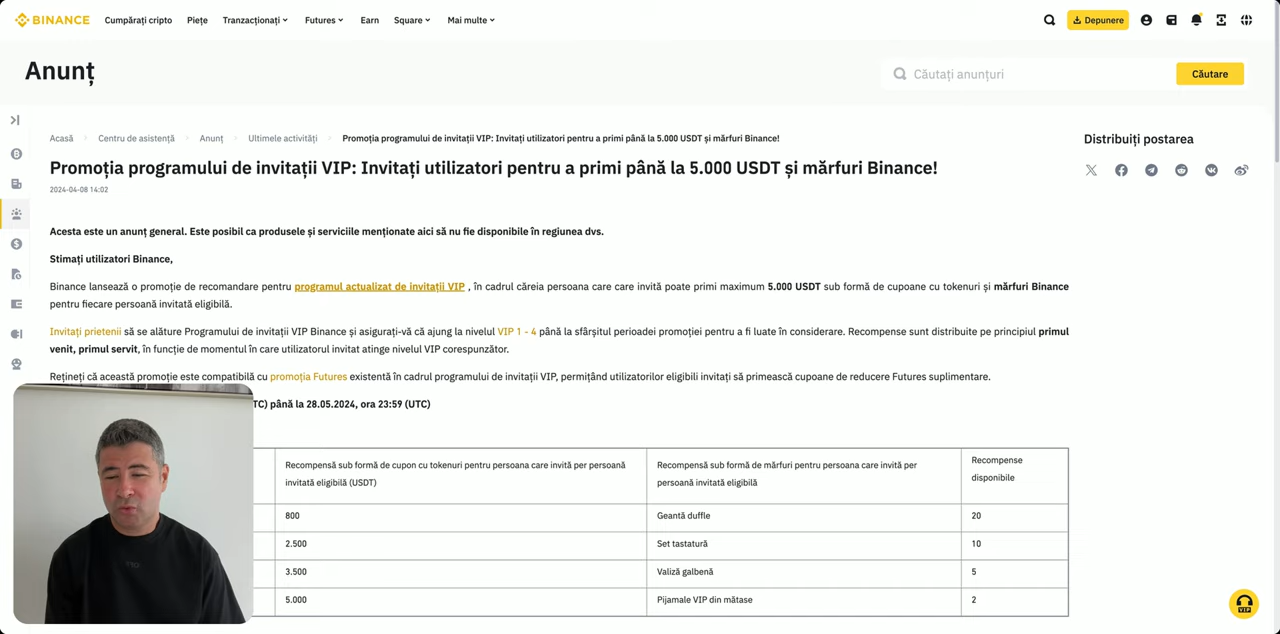 BINANCE Cumpărați cripto Piețe Tranzacționați Futures Earn Square Mai multe Depunere
Anunț
Căutați anunțuri
Căutare
Acasă Centru de asistență Anunț Ultimele activități Promoția programului de invitații VIP: Invitați utilizatori pentru a primi până la 5.000 USDT și mărfuri Binance!
Distribuiți postarea
Promoția programului de invitații VIP: Invitați utilizatori pentru a primi până la 5.000 USDT și mărfuri Binance!
2024-04-08 14:02
Acesta este un anunț general. Este posibil ca produsele și serviciile menționate aici să nu fie disponibile în regiunea dvs.
Stimați utilizatori Binance,
Binance lansează o promoție de recomandare pentru programul actualizat de invitații VIP , în cadrul căreia persoana care care invită poate primi maximum 5.000 USDT sub formă de cupoane cu tokenuri și mărfuri Binance
pentru fiecare persoană invitată eligibilă.
Invitați prietenii să se alăture Programului de invitații VIP Binance și asigurați-vă că ajung la nivelul VIP 1 - 4 până la sfârșitul perioadei promoției pentru a fi luate în considerare. Recompense sunt distribuite pe principiul primul
venit, primul servit, în funcție de momentul în care utilizatorul invitat atinge nivelul VIP corespunzător.
Rețineți că această promoție este compatibilă cu promoția Futures existentă în cadrul programului de invitații VIP, permițând utilizatorilor eligibili invitați să primească cupoane de reducere Futures suplimentare.
TC) până la 28.05.2024, ora 23:59 (UTC)
Recompensă sub formă de cupon cu tokenuri pentru persoana care invită per persoană
invitată eligibilă (USDT)
Recompensă sub formă de mărfuri pentru persoana care invită per
persoană invitată eligibilă
Recompense
disponibile
800 Geantă duffle 20
2.500 Set tastatură 10
3.500 Valiză galbenă 5
5.000 Pijamale VIP din mătase 2
VIP